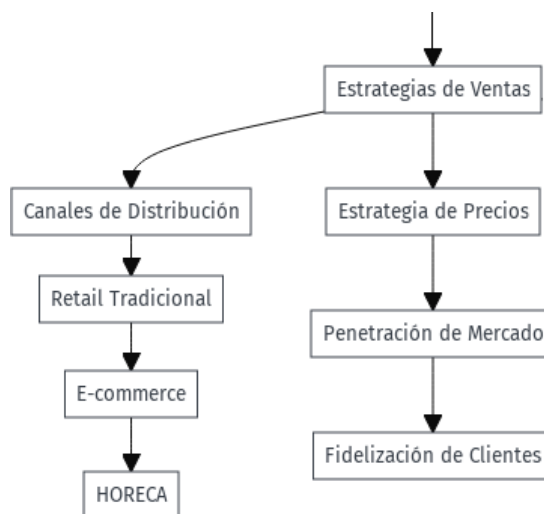 Estrategias de Ventas
Canales de Distribución
Estrategia de Precios
Retail Tradicional
Penetración de Mercado
E-commerce
Fidelización de Clientes
HORECA